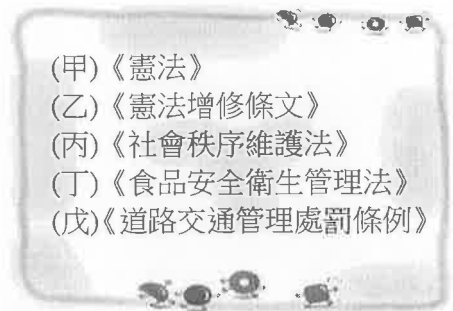 (甲)《憲法》
(乙)《憲法增修條文》
(丙)《社會秩序維護法》
(丁)《食品安全衛生管理法》
(戊)《道路交通管理處罰條例》